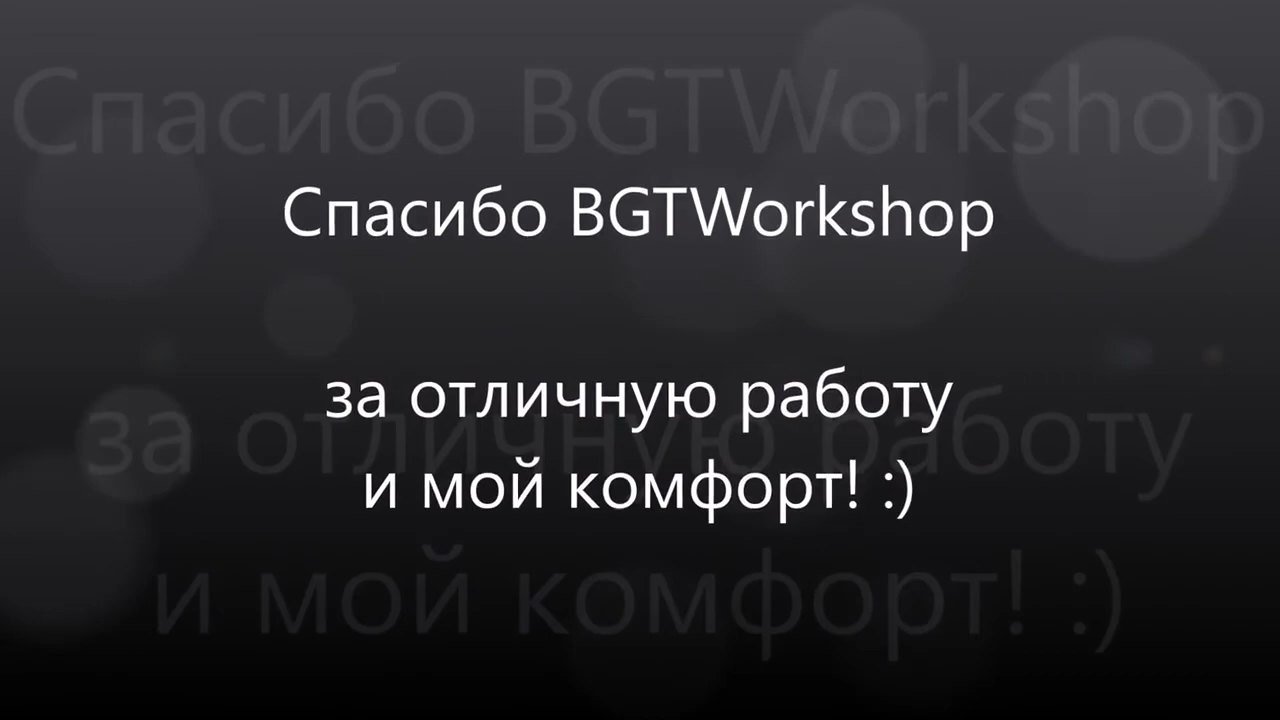 Спасибо BGTWorkshop
за отличную работу
и мой комфорт! :)